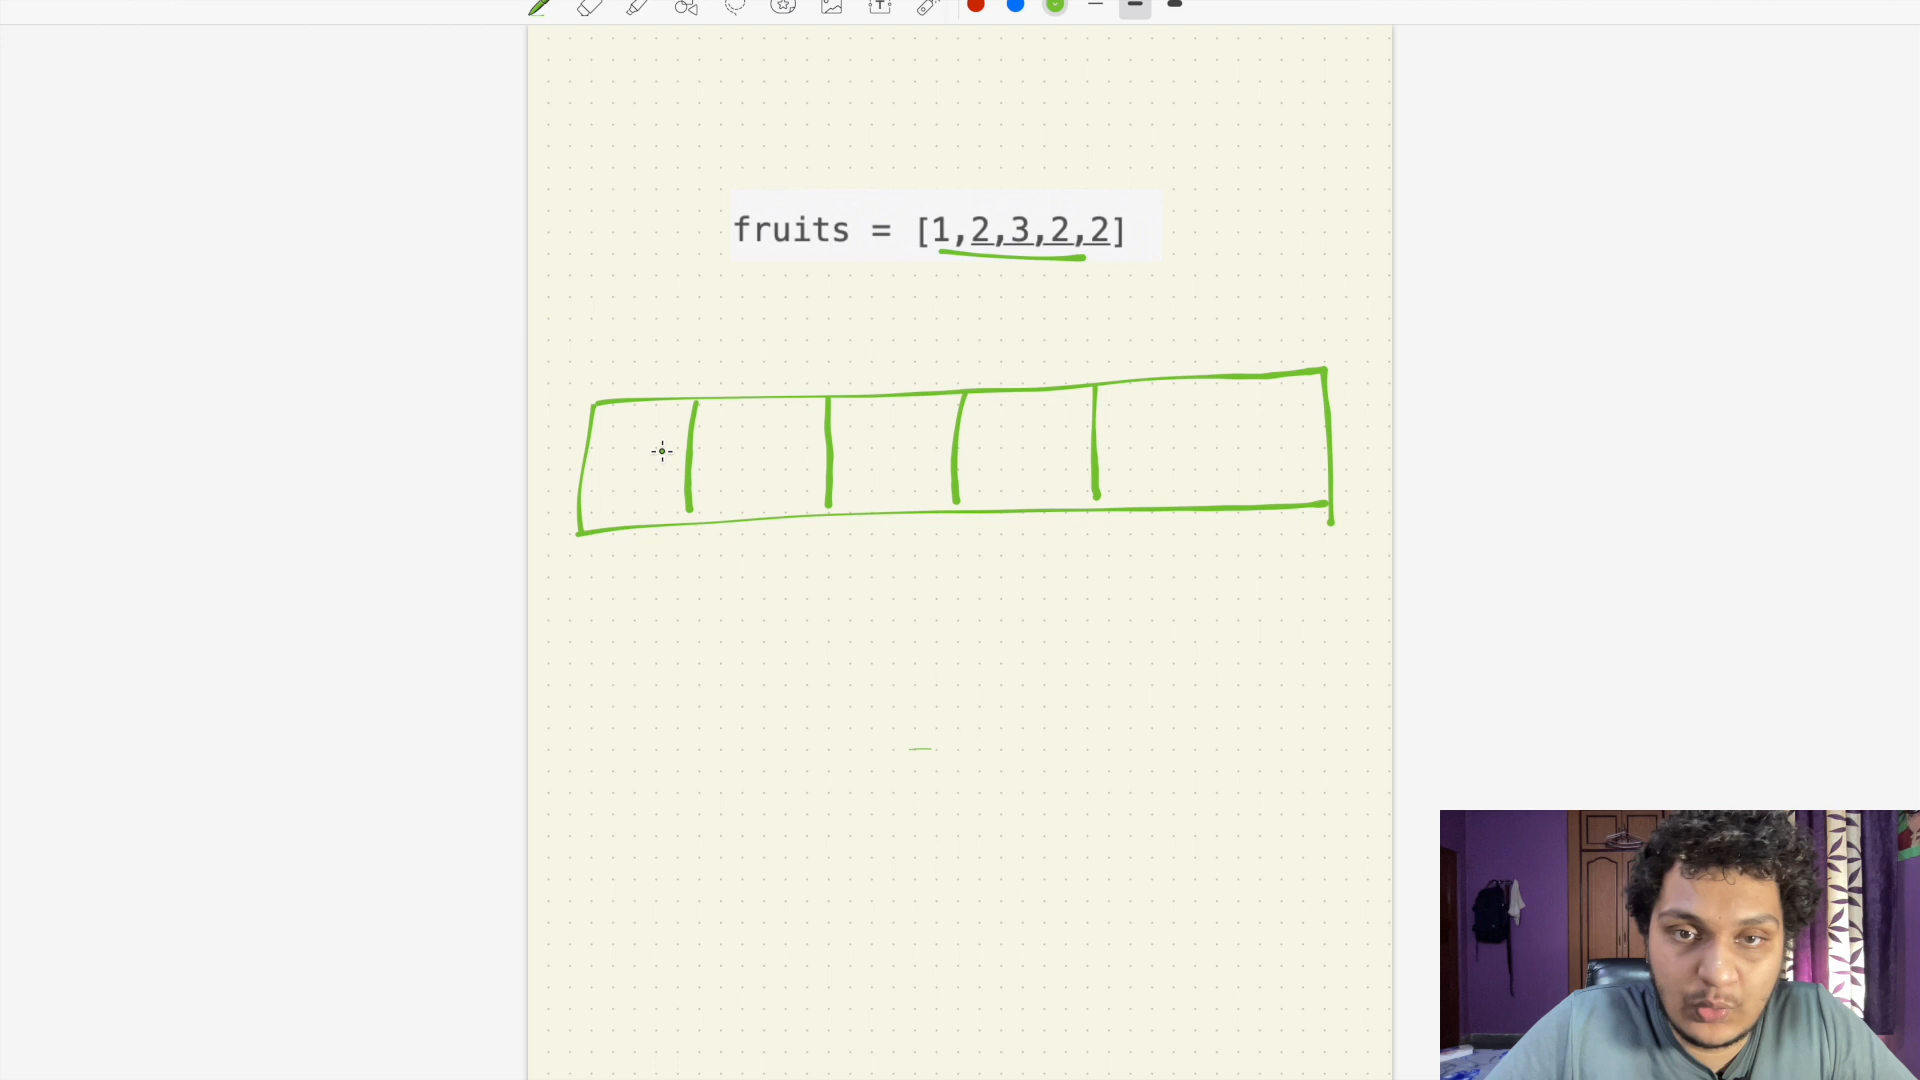 fruits = [1,2,3,2,2]